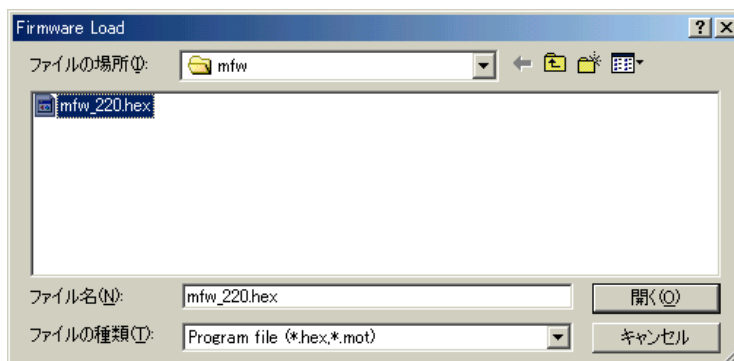 Firmware Load
ファイルの場所(I):
mfw
mfw_220.hex
ファイル名(N):
mfw_220.hex
開く(O)
ファイルの種類(T):
Program file (*.hex,*.mot)
キャンセル